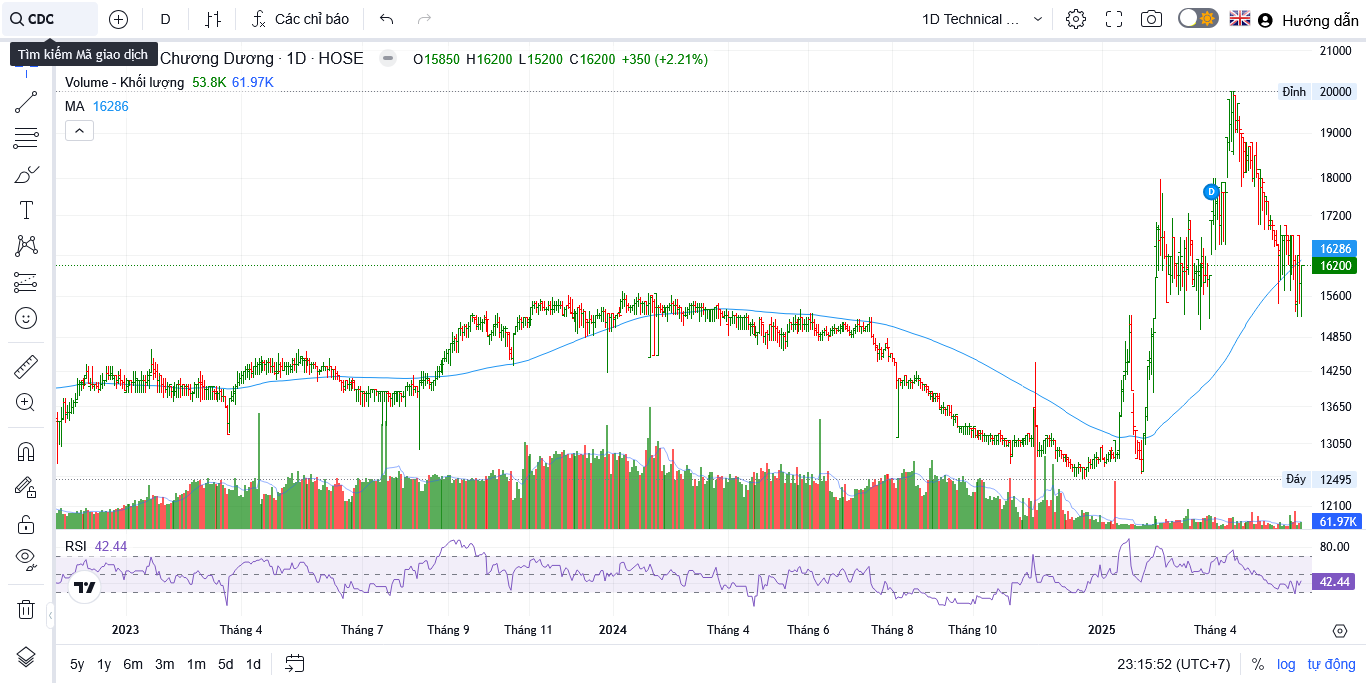 CDC
D
Các chỉ báo
1D Technical ...
Hướng dẫn
Tìm kiếm Mã giao dịch
Chương Dương · 1D · HOSE
O15850 H16200 L15200 C16200 +350 (+2.21%)
Volume - Khối lượng 53.8K 61.97K
MA 16286
21000
Đỉnh 20000
19000
18000
D
17200
16286
16200
15600
14850
14250
13650
13050
Đáy 12495
12100
61.97K
RSI 42.44
80.00
42.44
2023 Tháng 4 Tháng 7 Tháng 9 Tháng 11 2024 Tháng 4 Tháng 6 Tháng 8 Tháng 10 2025 Tháng 4
5y 1y 6m 3m 1m 5d 1d
23:15:52 (UTC+7) % log tự động